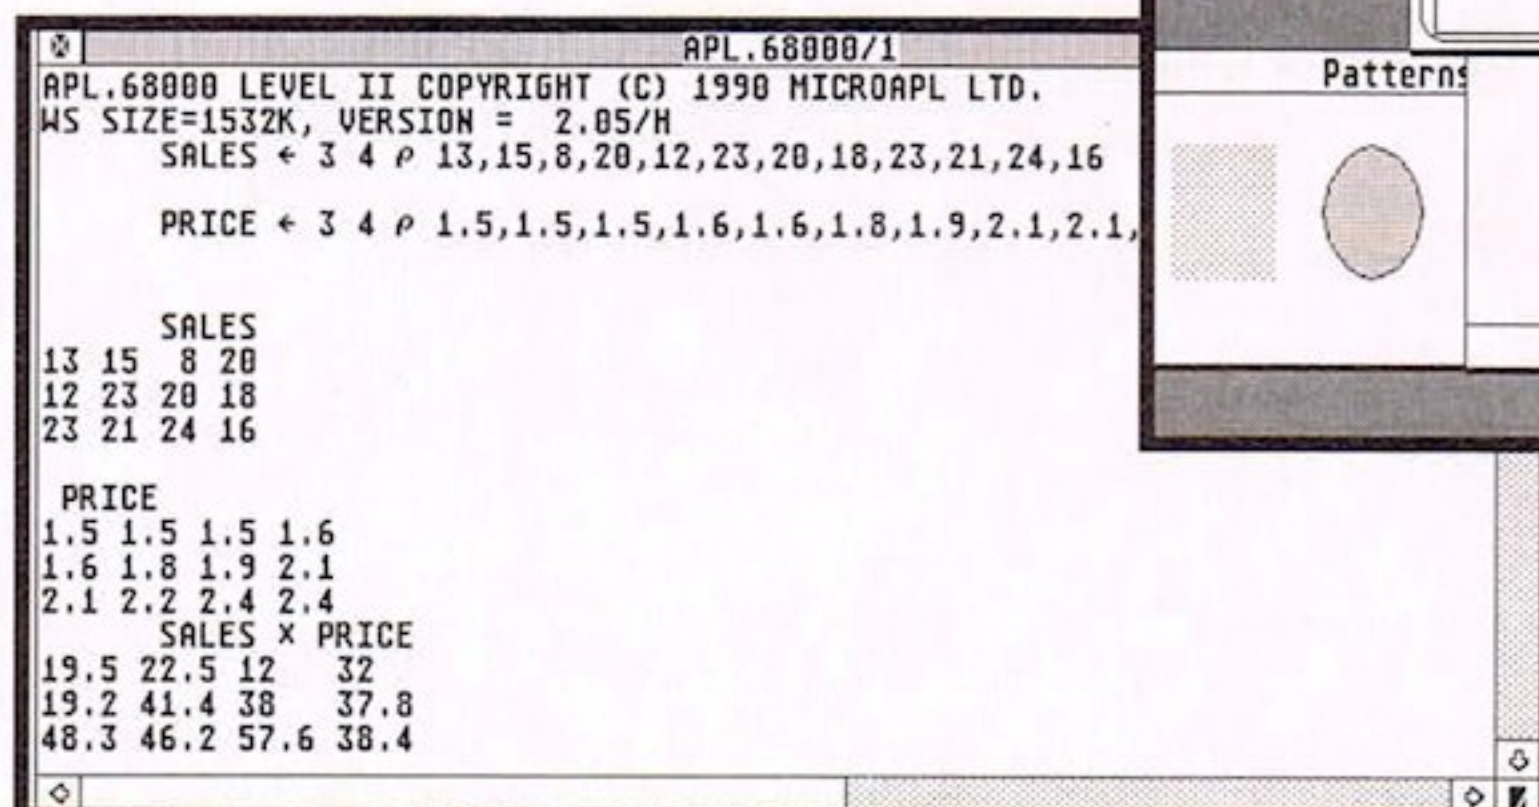 APL.68000/1
APL.68000 LEVEL II COPYRIGHT (C) 1990 MICROAPL LTD.
WS SIZE=1532K, VERSION =  2.05/H
SALES ← 3 4 ⍴ 13,15,8,20,12,23,20,18,23,21,24,16
PRICE ← 3 4 ⍴ 1.5,1.5,1.5,1.6,1.6,1.8,1.9,2.1,2.1,
SALES
13 15  8 20
12 23 20 18
23 21 24 16
PRICE
1.5 1.5 1.5 1.6
1.6 1.8 1.9 2.1
2.1 2.2 2.4 2.4
SALES × PRICE
19.5 22.5 12   32
19.2 41.4 38   37.8
48.3 46.2 57.6 38.4
Patterns